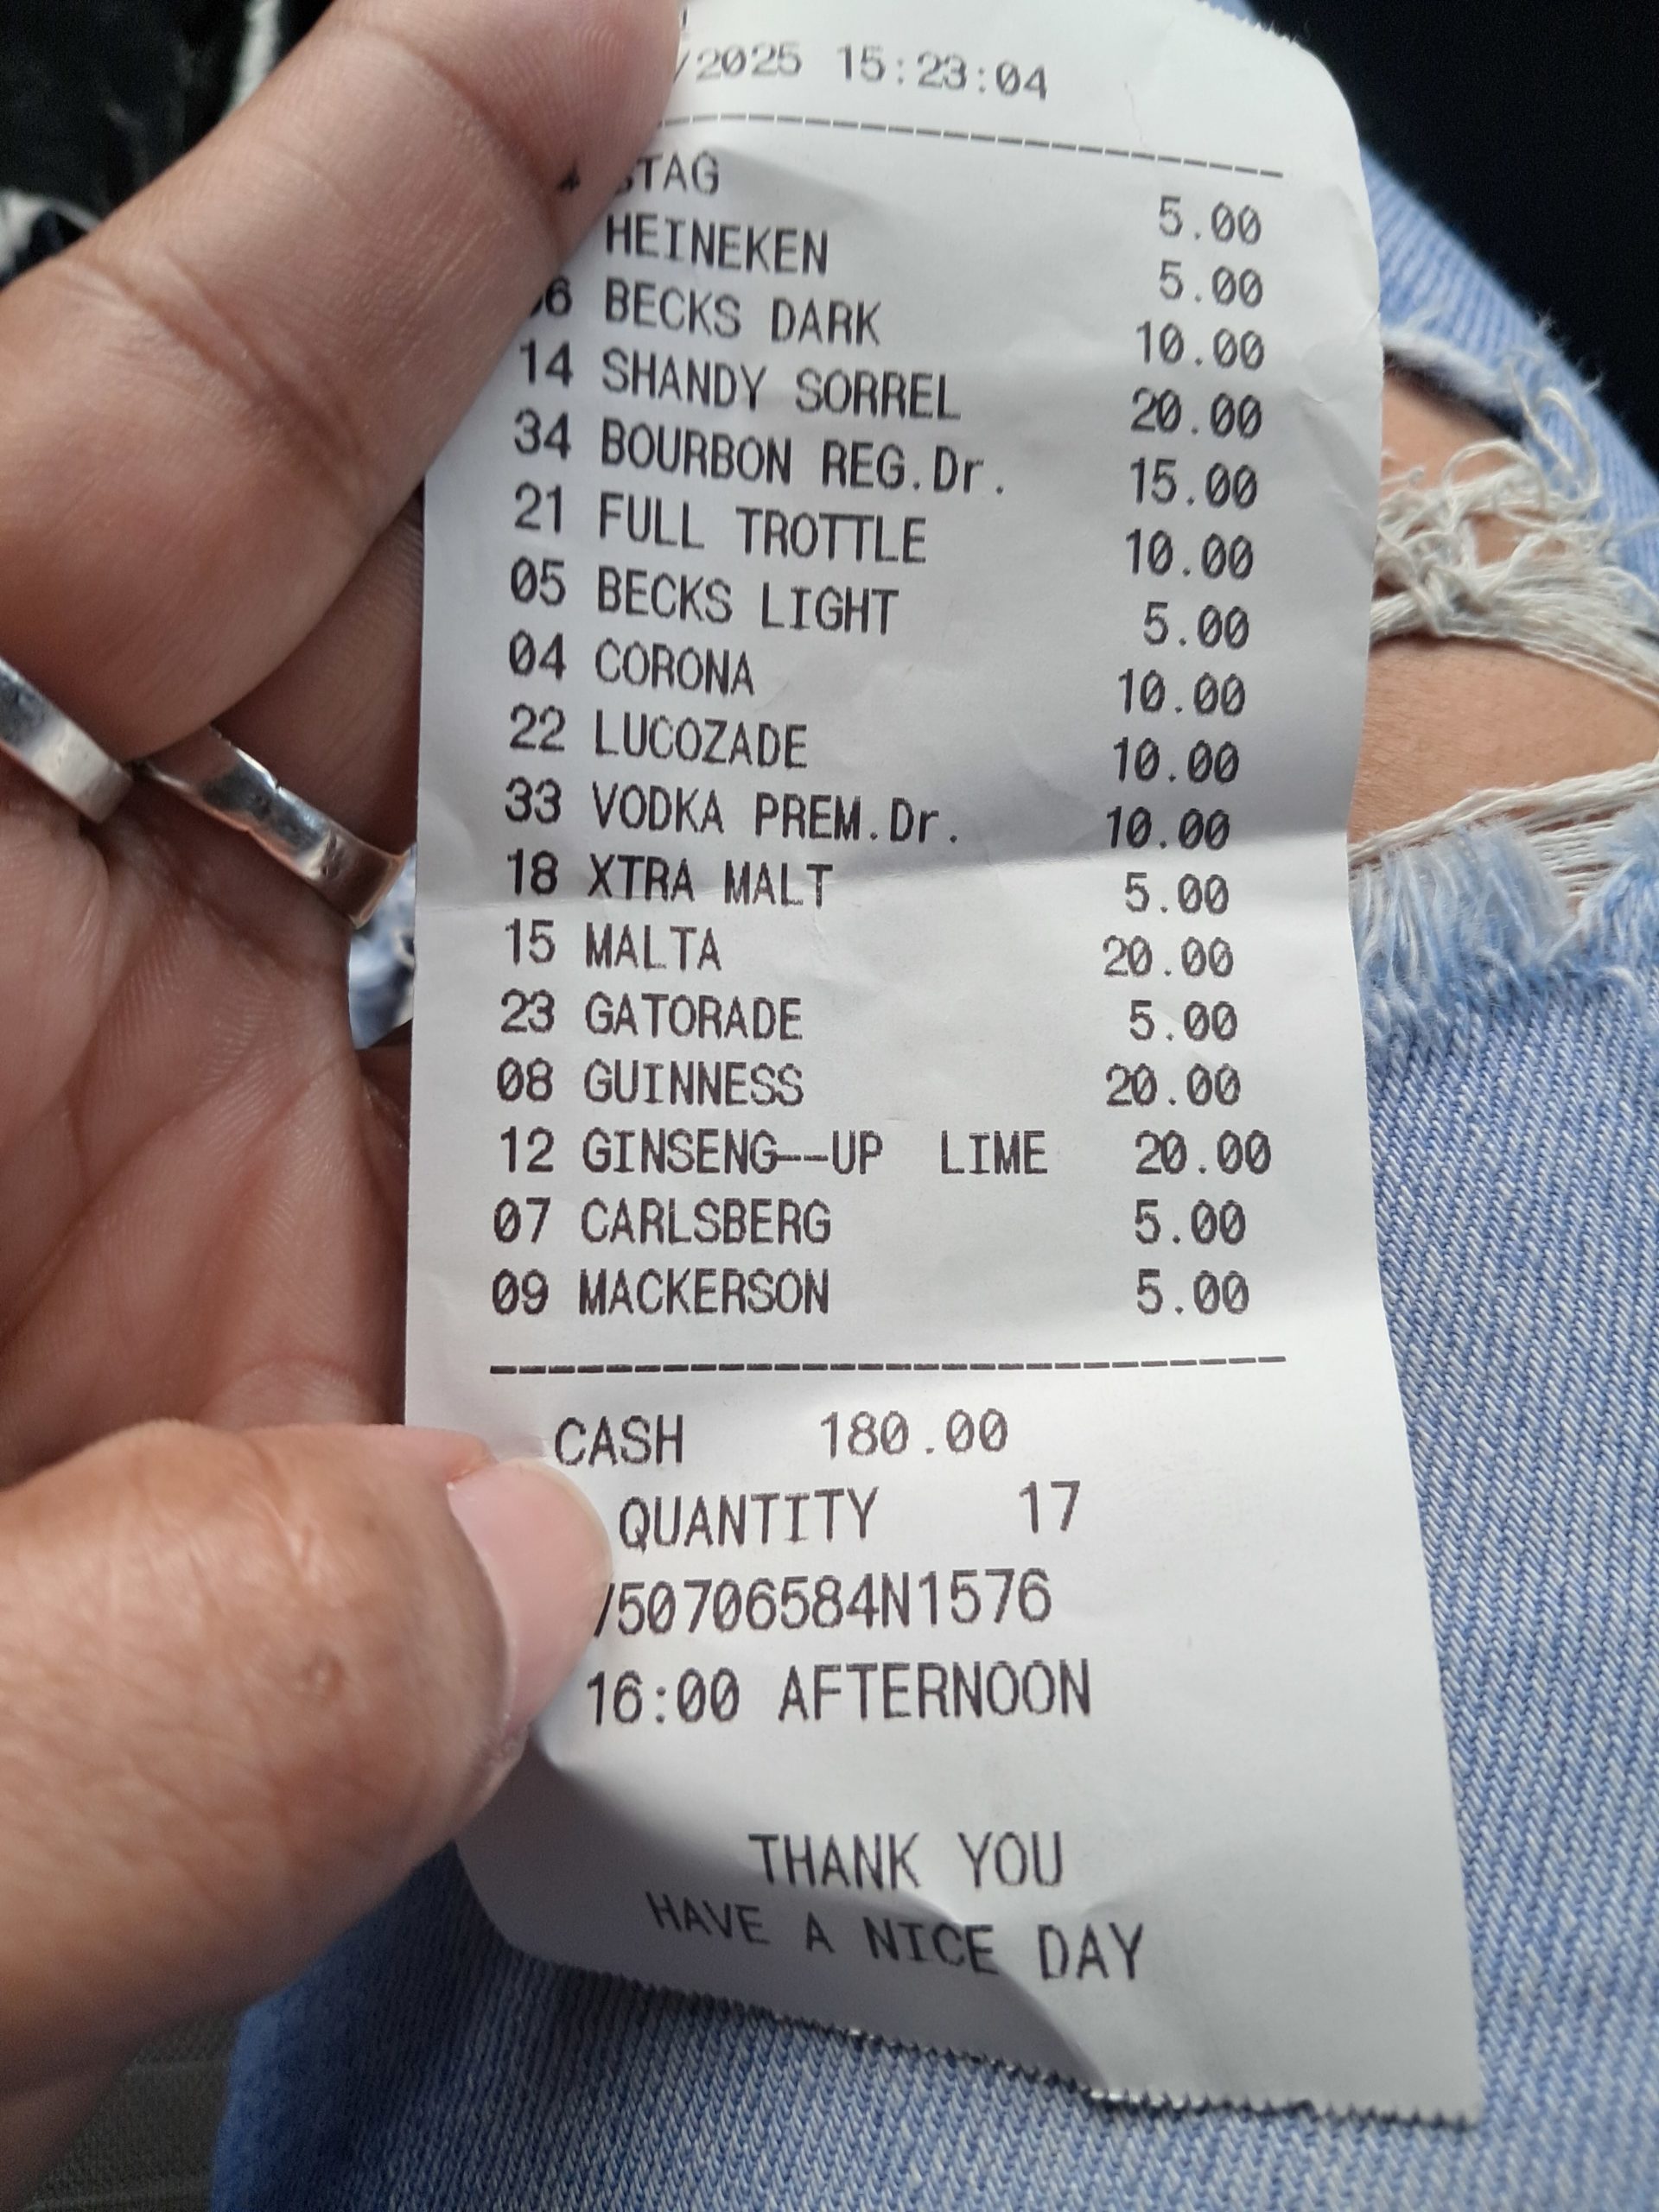 /2025 15:23:04
STAG 5.00
HEINEKEN 5.00
6 BECKS DARK 10.00
14 SHANDY SORREL 20.00
34 BOURBON REG.Dr. 15.00
21 FULL TROTTLE 10.00
05 BECKS LIGHT 5.00
04 CORONA 10.00
22 LUCOZADE 10.00
33 VODKA PREM.Dr. 10.00
18 XTRA MALT 5.00
15 MALTA 20.00
23 GATORADE 5.00
08 GUINNESS 20.00
12 GINSENG--UP LIME 20.00
07 CARLSBERG 5.00
09 MACKERSON 5.00
CASH 180.00
QUANTITY 17
/50706584N1576
16:00 AFTERNOON
THANK YOU
HAVE A NICE DAY